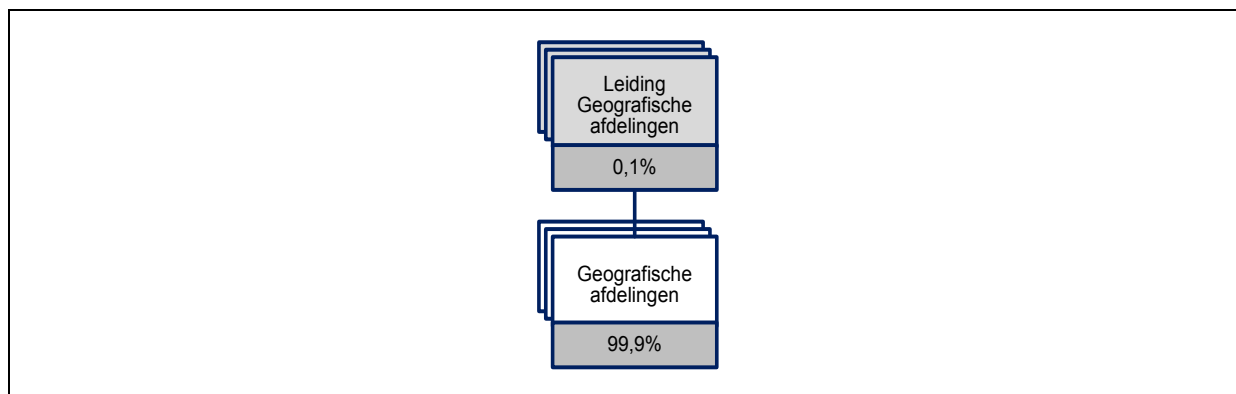 Leiding
Geografische
afdelingen
0,1%
Geografische
afdelingen
99,9%